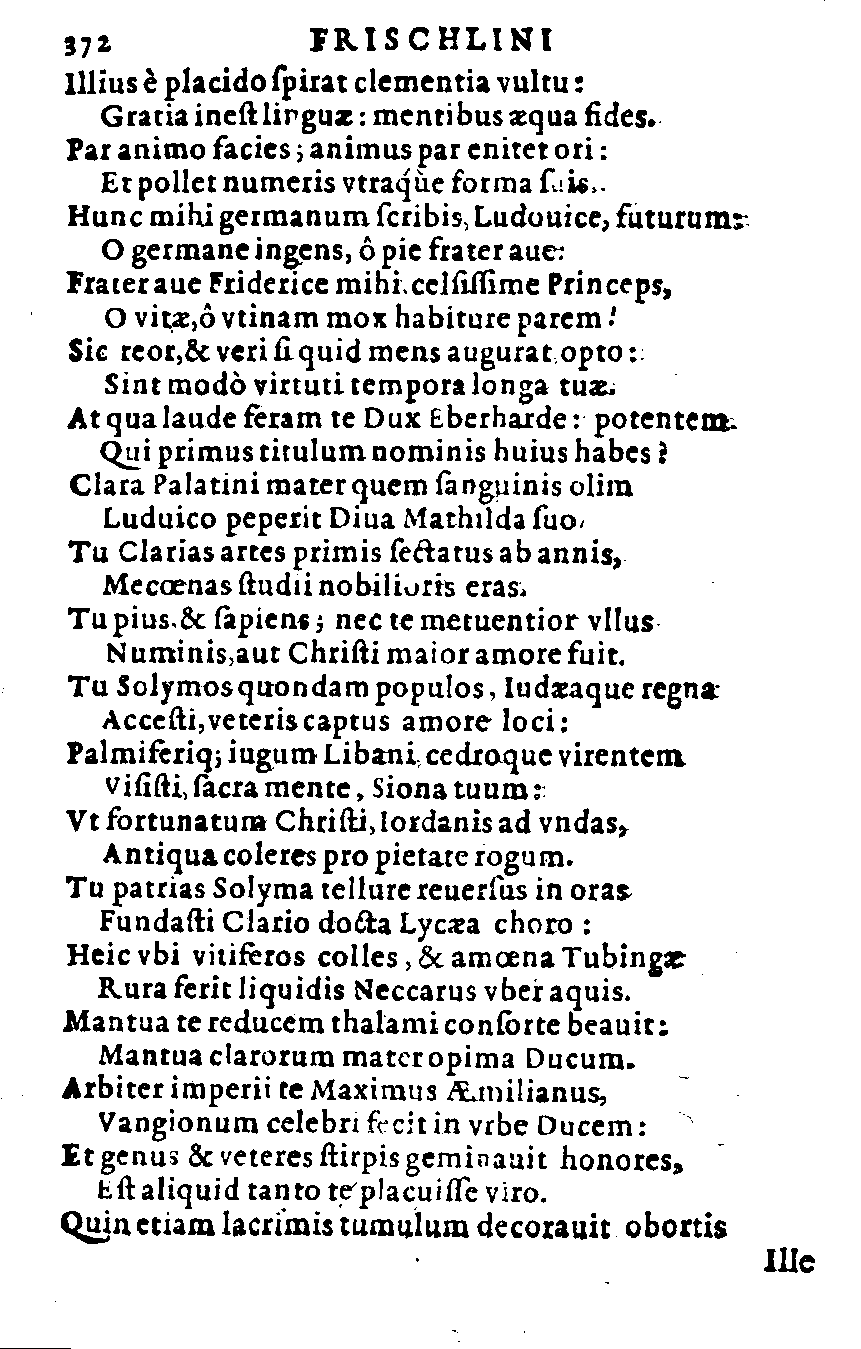 372 FRISCHLINI
Illius è placido ſpirat clementia vultu:
Gratia ineſt linguæ: mentibus æqua fides.
Par animo facies; animus par enitet ori:
Et pollet numeris vtraq́ùe forma ſuis.
Hunc mihi germanum ſcribis, Ludouice, futurum:
O germane ingens, ô pie frater aue:
Frater aue Friderice mihi celſiſſime Princeps,
O vitæ, ô vtinam mox habiture parem!
Sic reor, & veri ſi quid mens augurat opto:
Sint modò virtuti tempora longa tuæ.
At qua laude feram te Dux Eberharde: potentem
Qui primus titulum nominis huius habes?
Clara Palatini mater quem ſanguinis olim
Luduico peperit Diua Mathilda ſuo,
Tu Clarias artes primis ſectatus ab annis,
Mecœnas ſtudii nobilioris eras.
Tu pius. & ſapiens; nec te metuentior vllus
Numinis, aut Chriſti maior amore fuit.
Tu Solymos quondam populos, Iudæaque regna
Acceſti, veteris captus amore loci:
Palmiferiq; iugum Libani, cedroque virentem
Viſiſti, ſacra mente, Siona tuum:
Vt fortunatum Chriſti, Iordanis ad vndas,
Antiqua coleres pro pietate rogum.
Tu patrias Solyma tellure reuerſus in oras
Fundaſti Clario docta Lycæa choro:
Heic vbi vitiferos colles, & amœna Tubingæ
Rura ferit liquidis Neccarus vber aquis.
Mantua te reducem thalami conſorte beauit:
Mantua clarorum mater opima Ducum.
Arbiter imperii te Maximus Æmilianus,
Vangionum celebri fecit in vrbe Ducem:
Et genus & veteres ſtirpis geminauit honores,
Eſt aliquid tanto te placuiſſe viro.
Quin etiam lacrimis tumulum decorauit obortis
Ille